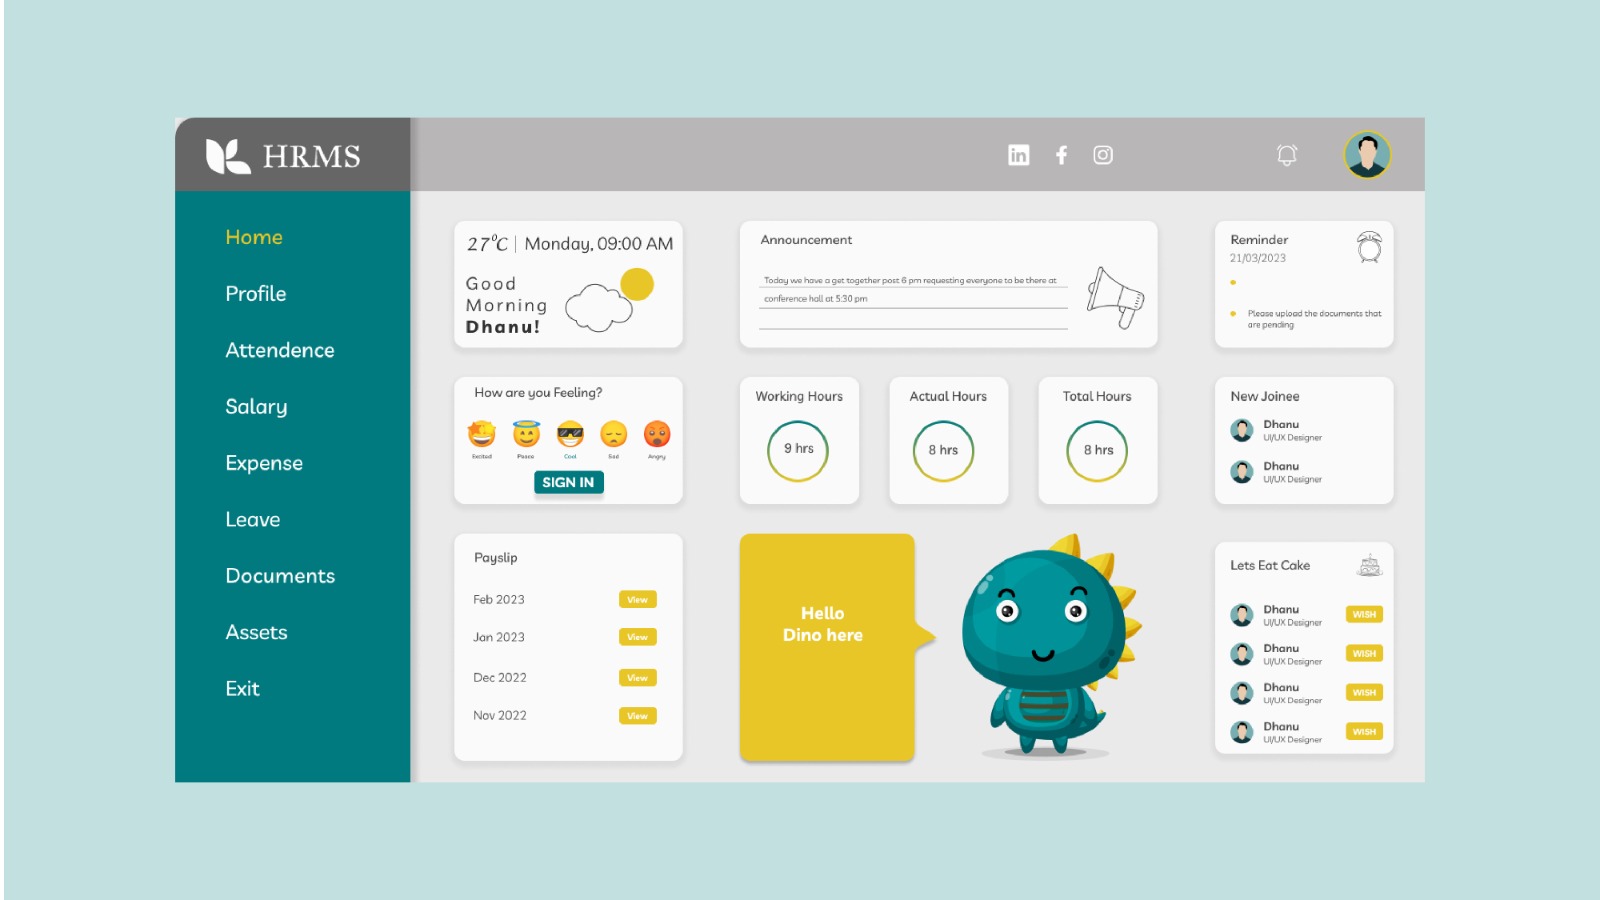 HRMS
Home
Profile
Attendence
Salary
Expense
Leave
Documents
Assets
Exit
27°C | Monday, 09:00 AM
Good
Morning
Dhanu!
Announcement
Today we have a get together post 6 pm requesting everyone to be there at
conference hall at 5:30 pm
Reminder
21/03/2023
Please upload the documents that
are pending
How are you Feeling?
Excited
Peace
Cool
Sad
Angry
SIGN IN
Working Hours
9 hrs
Actual Hours
8 hrs
Total Hours
8 hrs
New Joinee
Dhanu
UI/UX Designer
Dhanu
UI/UX Designer
Payslip
Feb 2023 View
Jan 2023 View
Dec 2022 View
Nov 2022 View
Hello
Dino here
Lets Eat Cake
Dhanu
UI/UX Designer
WISH
Dhanu
UI/UX Designer
WISH
Dhanu
UI/UX Designer
WISH
Dhanu
UI/UX Designer
WISH